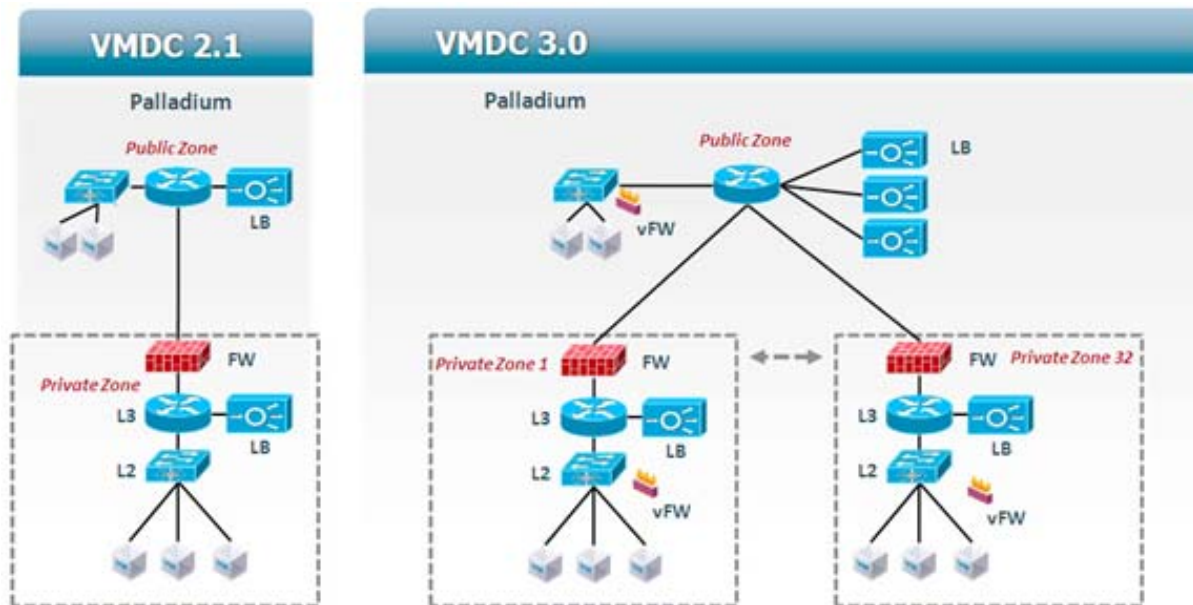 VMDC 2.1
Palladium
Public Zone
LB
FW
Private Zone
L3
LB
L2
VMDC 3.0
Palladium
Public Zone
LB
vFW
Private Zone 1
FW
L3
LB
L2
vFW
FW
Private Zone 32
L3
LB
L2
vFW